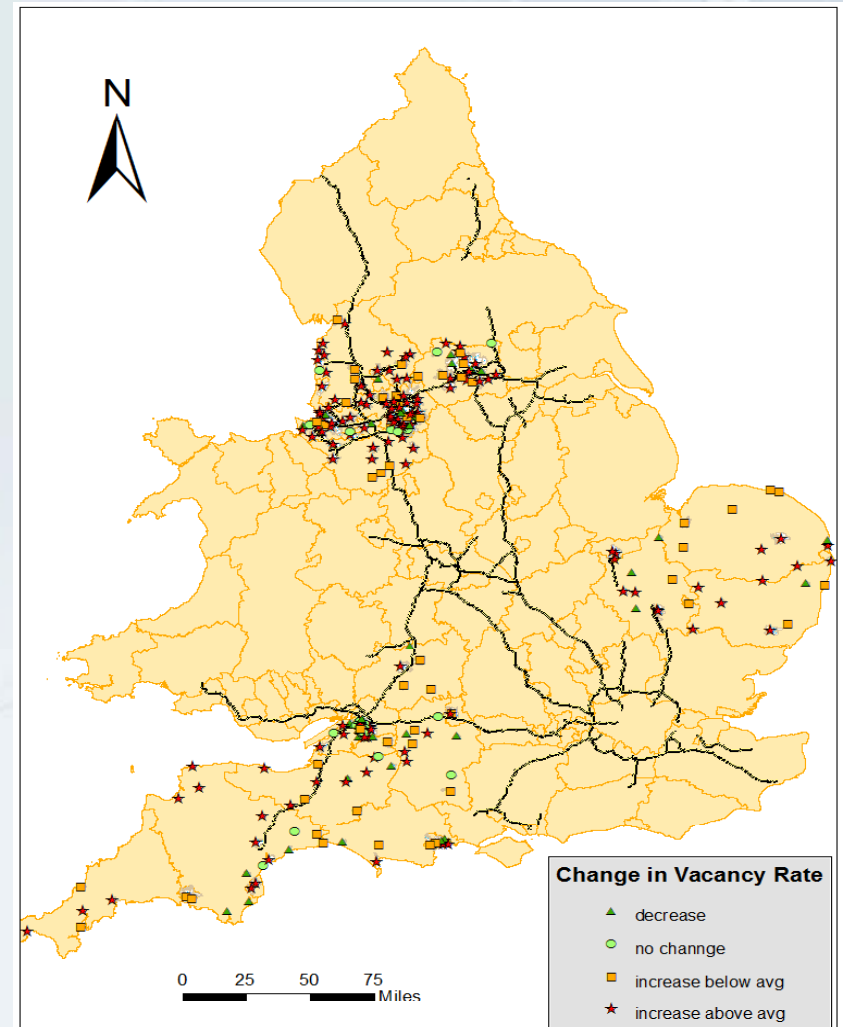 N
0 25 50 75
Miles
Change in Vacancy Rate
decrease
no channge
increase below avg
increase above avg